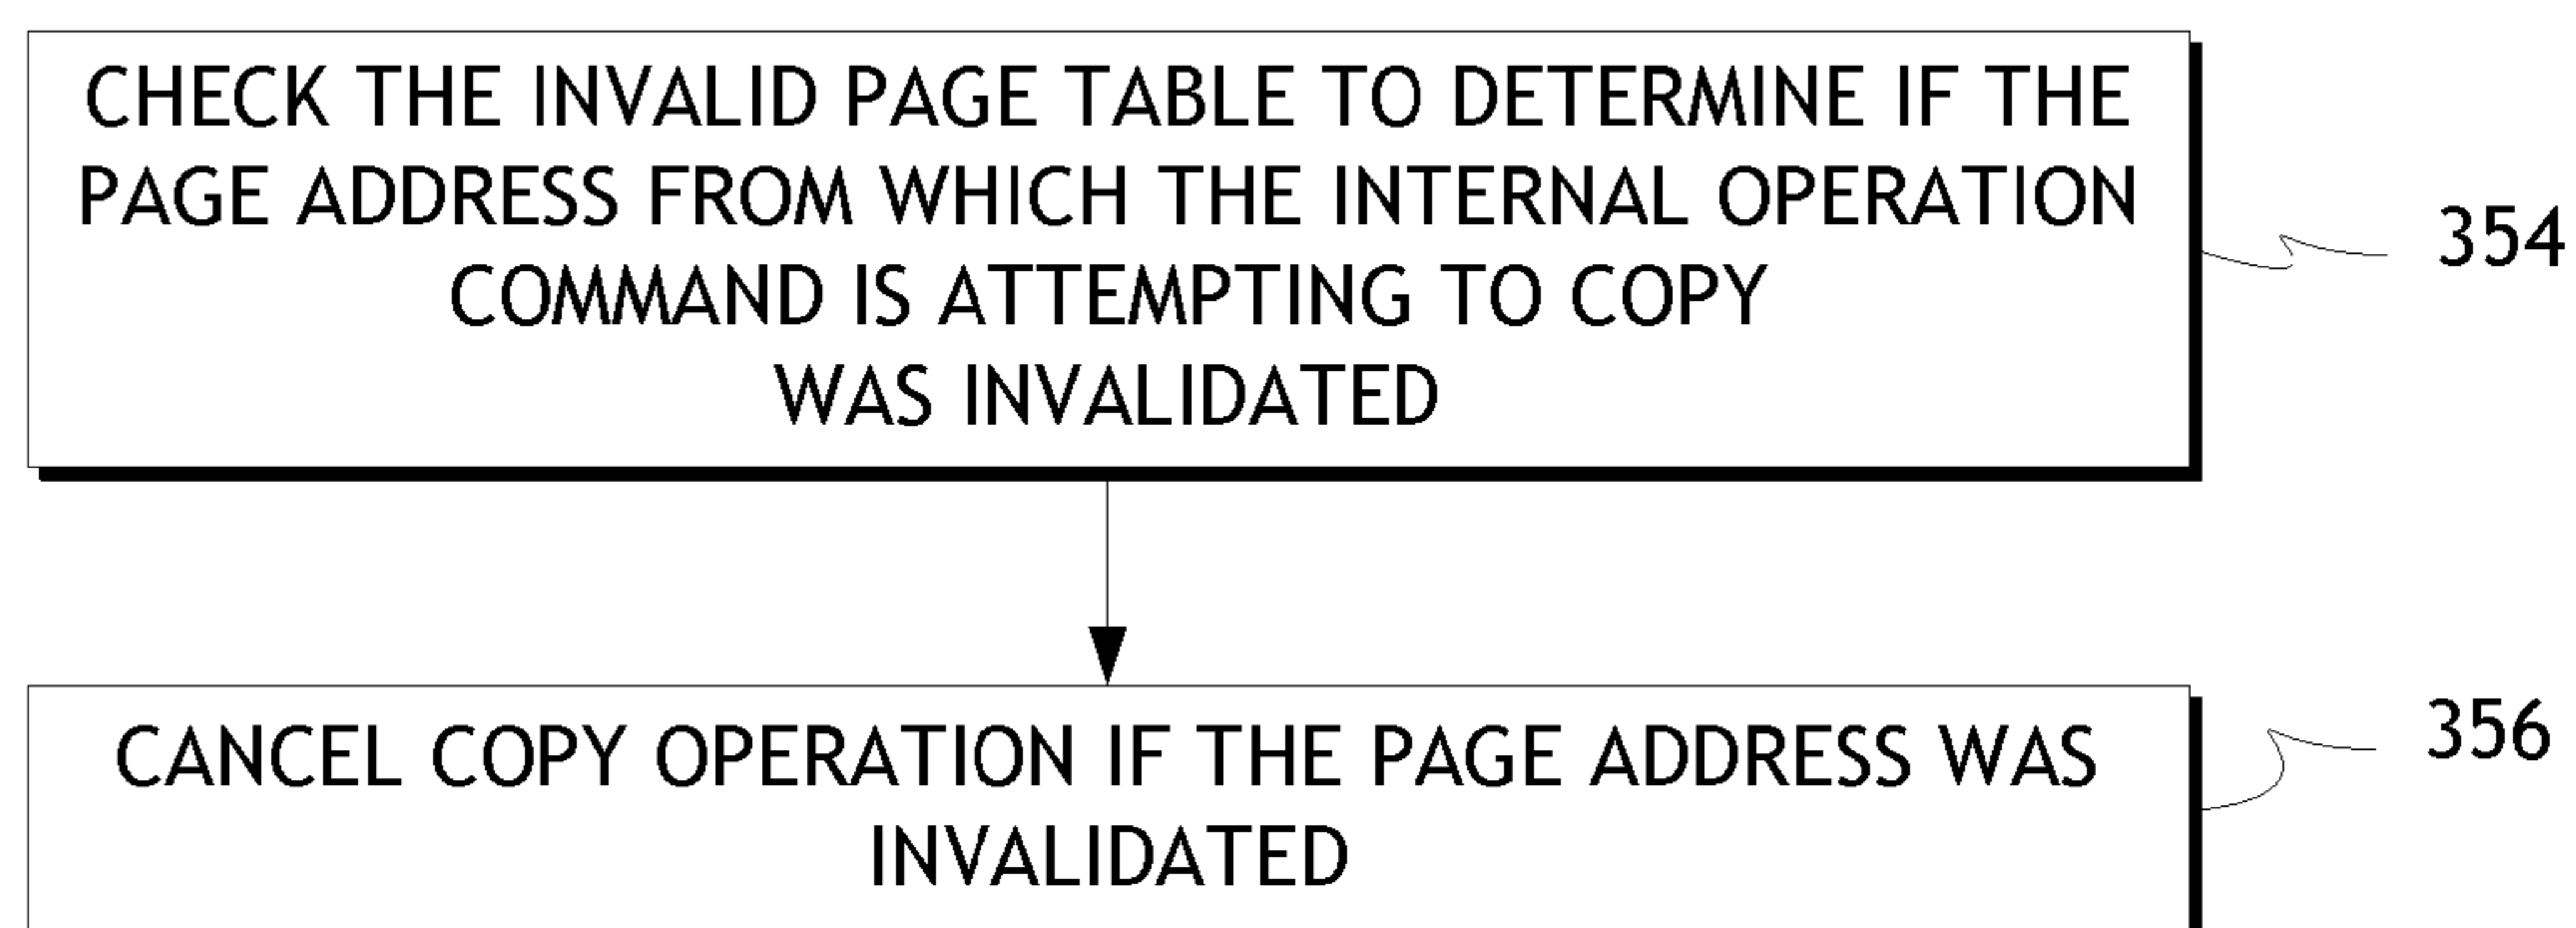 CHECK THE INVALID PAGE TABLE TO DETERMINE IF THE
PAGE ADDRESS FROM WHICH THE INTERNAL OPERATION
COMMAND IS ATTEMPTING TO COPY
WAS INVALIDATED
354
CANCEL COPY OPERATION IF THE PAGE ADDRESS WAS
INVALIDATED
356